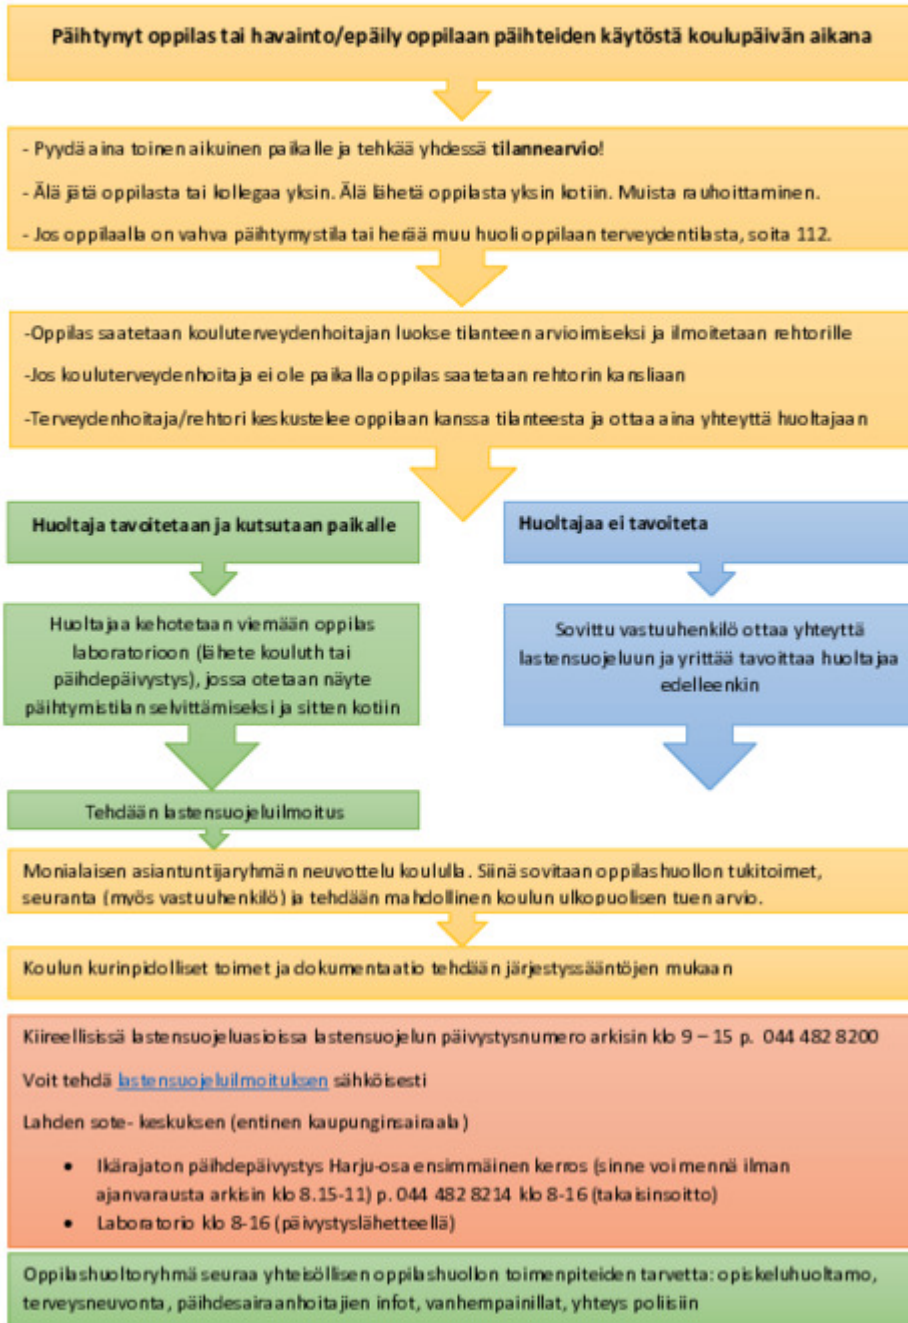 Päihtynyt oppilas tai havainto/epäily oppilaan päihteiden käytöstä koulupäivän aikana
- Pyydä aina toinen aikuinen paikalle ja tehkää yhdessä tilannearvio!
- Älä jätä oppilasta tai kollegaa yksin. Älä lähetä oppilasta yksin kotiin. Muista rauhoittaminen.
- Jos oppilaalla on vahva päihtymystila tai herää muu huoli oppilaan terveydentilasta, soita 112.
-Oppilas saatetaan kouluterveydenhoitajan luokse tilanteen arvioimiseksi ja ilmoitetaan rehtorille
-Jos kouluterveydenhoitaja ei ole paikalla oppilas saatetaan rehtorin kansliaan
-Terveydenhoitaja/rehtori keskustelee oppilaan kanssa tilanteesta ja ottaa aina yhteyttä huoltajaan
Huoltaja tavoitetaan ja kutsutaan paikalle
Huoltajaa kehotetaan viemään oppilas
laboratorioon (lähete kouluth tai
päihdepäivystys), jossa otetaan näyte
päihtymistilan selvittämiseksi ja sitten kotiin
Tehdään lastensuojeluilmoitus
Huoltajaa ei tavoiteta
Sovittu vastuuhenkilö ottaa yhteyttä
lastensuojeluun ja yrittää tavoittaa huoltajaa
edelleenkin
Monialaisen asiantuntijaryhmän neuvottelu koululla. Siinä sovitaan oppilashuollon tukitoimet,
seuranta (myös vastuuhenkilö) ja tehdään mahdollinen koulun ulkopuolisen tuen arvio.
Koulun kurinpidolliset toimet ja dokumentaatio tehdään järjestyssääntöjen mukaan
Kiireellisissä lastensuojeluasioissa lastensuojelun päivystysnumero arkisin klo 9 – 15 p. 044 482 8200
Voit tehdä lastensuojeluilmoituksen sähköisesti
Lahden sote- keskuksen (entinen kaupunginsairaala)
• Ikärajaton päihdepäivystys Harju-osa ensimmäinen kerros (sinne voi mennä ilman
ajanvarausta arkisin klo 8.15-11) p. 044 482 8214 klo 8-16 (takaisinsoitto)
• Laboratorio klo 8-16 (päivystyslähetteellä)
Oppilashuoltoryhmä seuraa yhteisöllisen oppilashuollon toimenpiteiden tarvetta: opiskeluhuoltamo,
terveysneuvonta, päihdesairaanhoitajien infot, vanhempainillat, yhteys poliisiin